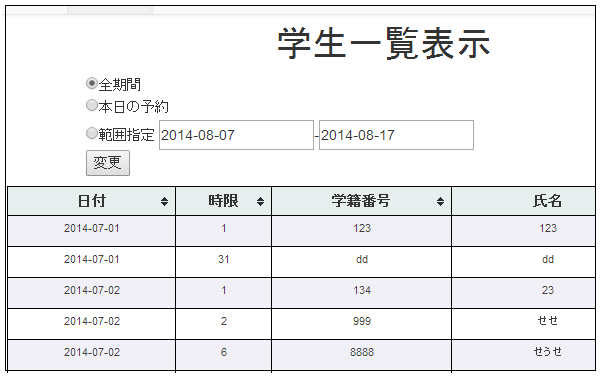 学生一覧表示
全期間
本日の予約
範囲指定 2014-08-07-2014-08-17
変更
日付 時限 学籍番号 氏名
2014-07-01 1 123 123
2014-07-01 31 dd dd
2014-07-02 1 134 23
2014-07-02 2 999 せせ
2014-07-02 6 8888 せうせ